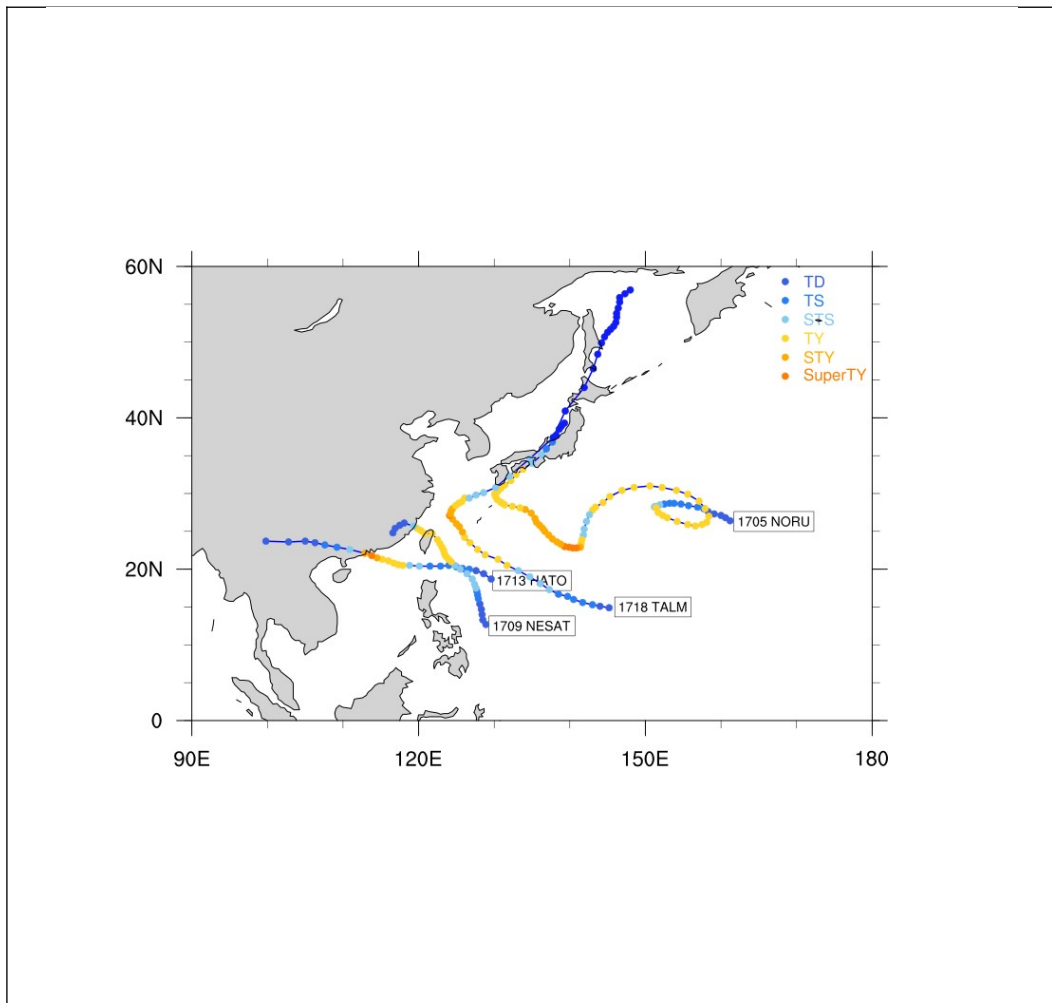 60N
TD
TS
STS
TY
STY
SuperTY
40N
1705 NORU
20N
1713 HATO
1718 TALM
1709 NESAT
0
90E
120E
150E
180